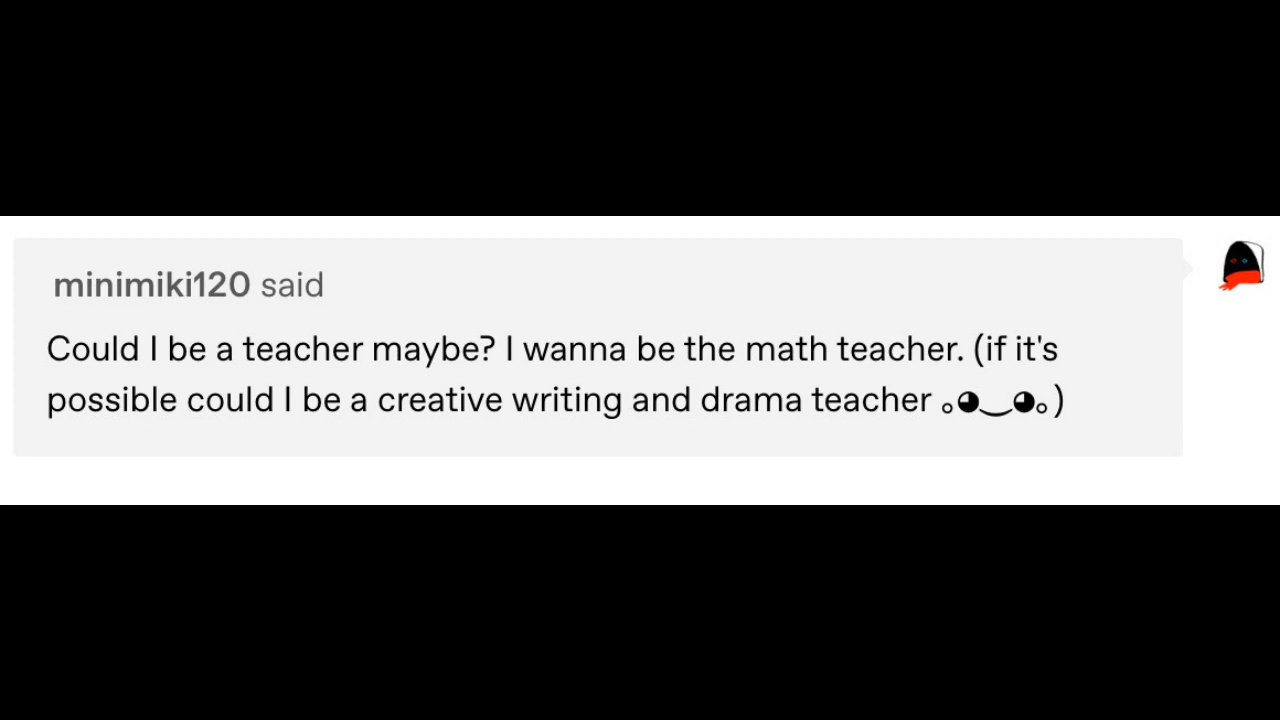 minimiki120 said
Could I be a teacher maybe? I wanna be the math teacher. (if it's
possible could I be a creative writing and drama teacher ｡◕‿◕｡)